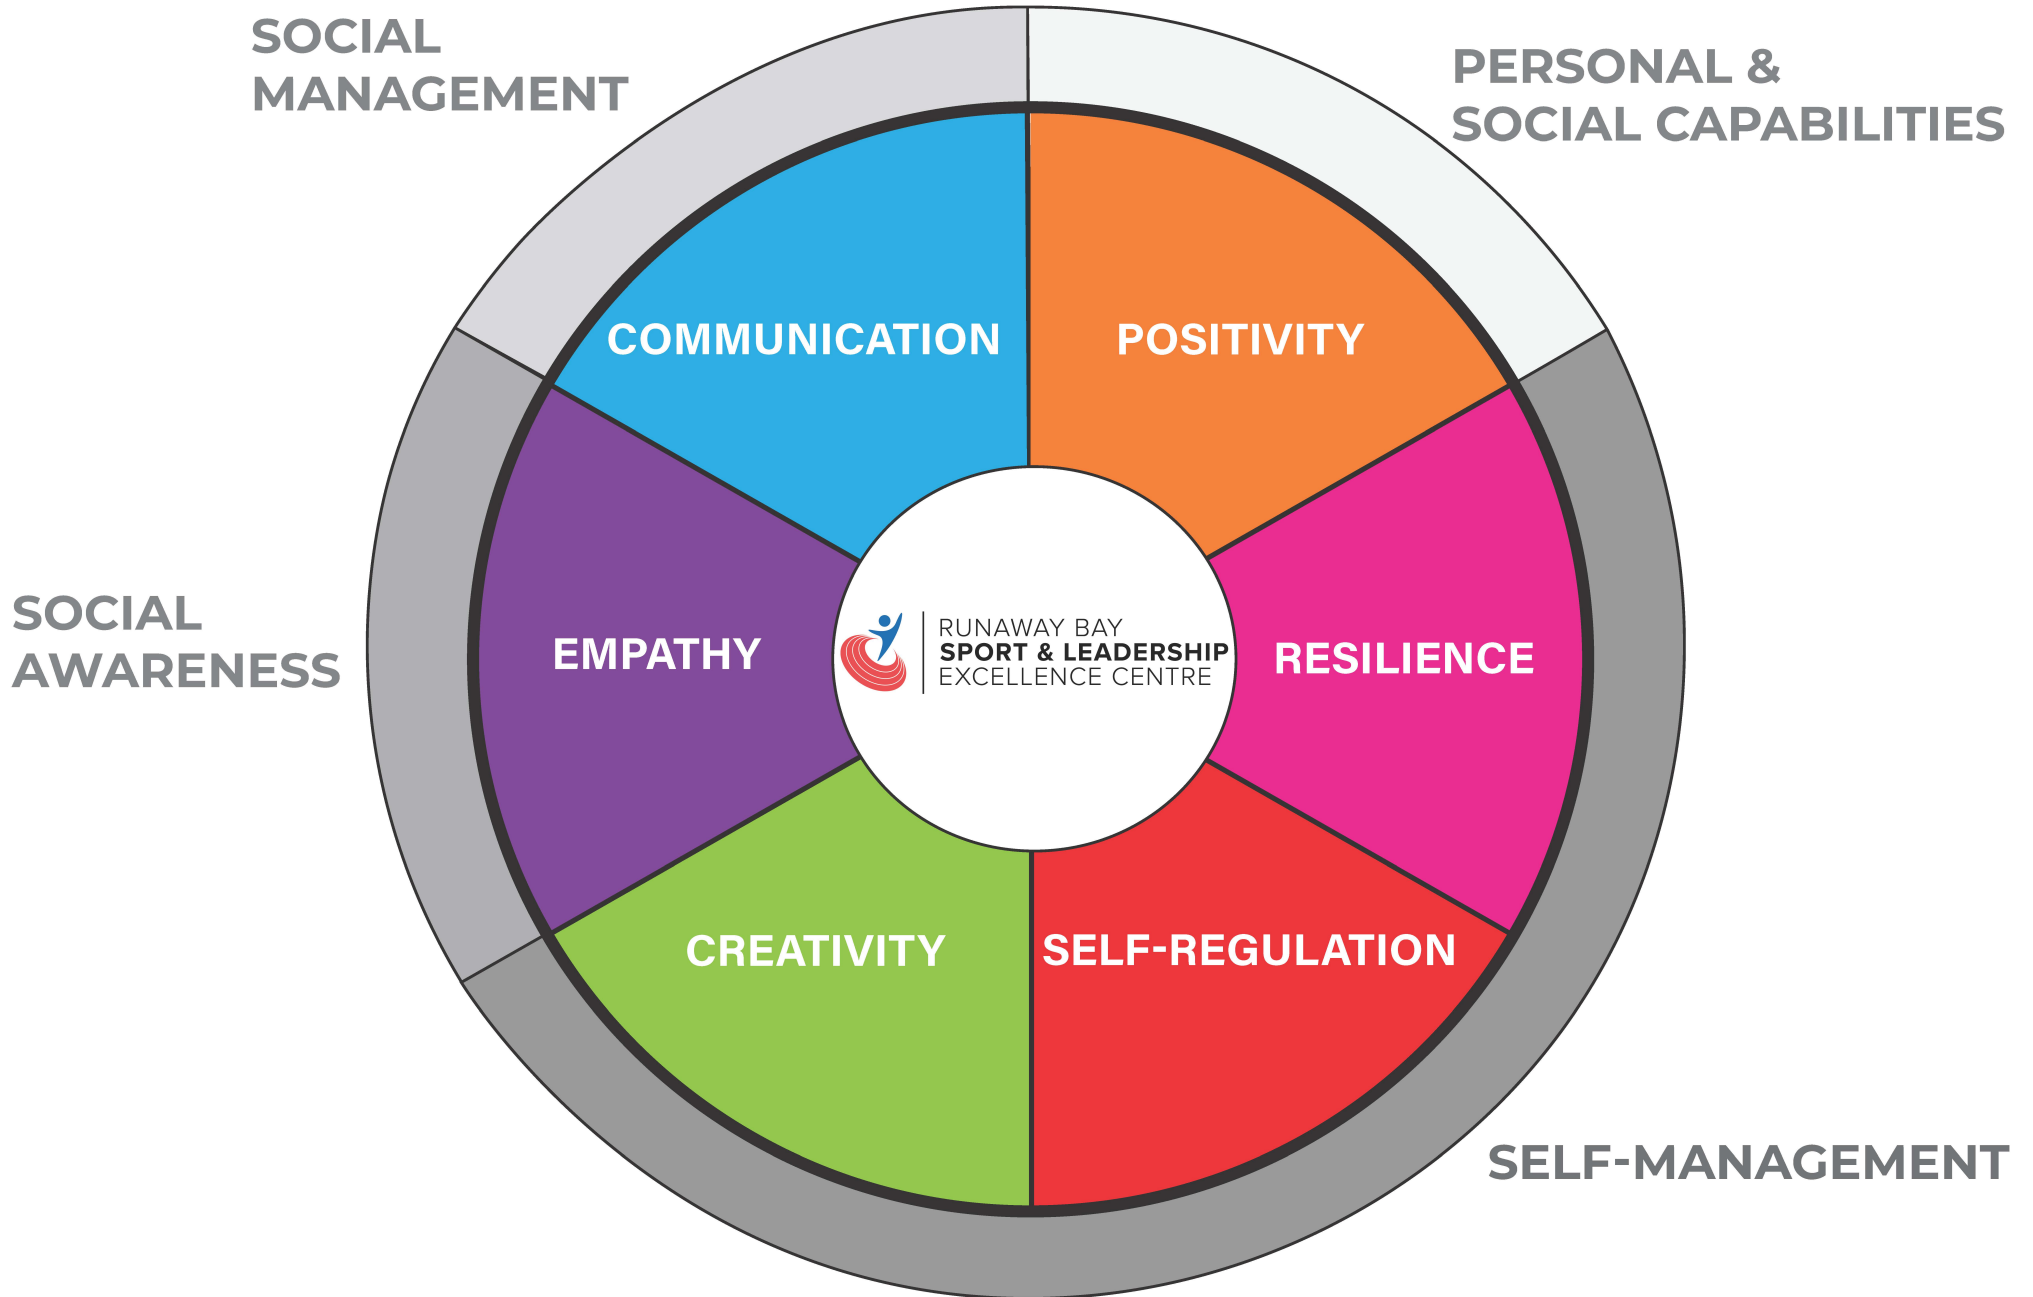 SOCIAL
MANAGEMENT
PERSONAL &
SOCIAL CAPABILITIES
COMMUNICATION
POSITIVITY
SOCIAL
AWARENESS
EMPATHY
RUNAWAY BAY
SPORT & LEADERSHIP
EXCELLENCE CENTRE
RESILIENCE
CREATIVITY
SELF-REGULATION
SELF-MANAGEMENT